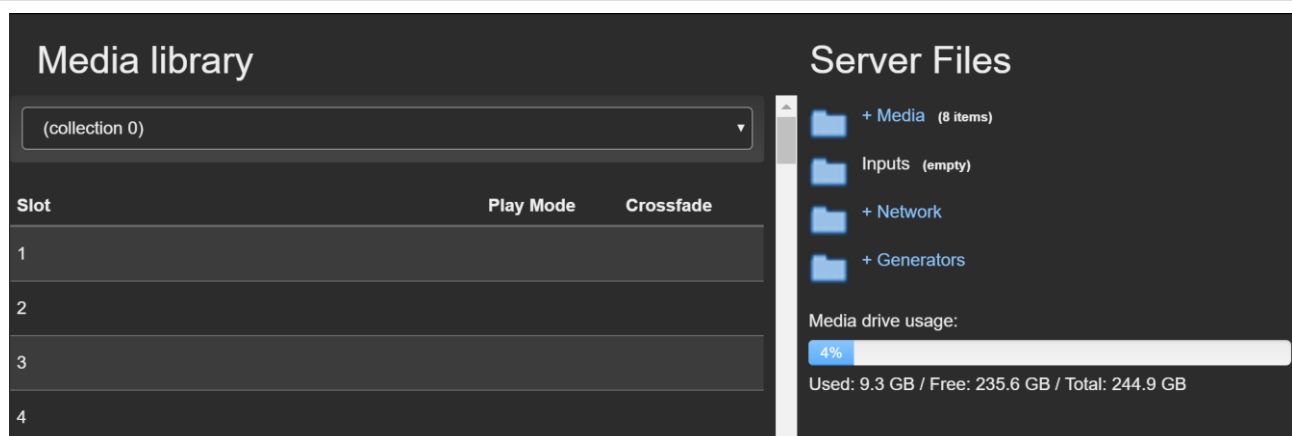 Media library
(collection 0)
Slot Play Mode Crossfade
1
2
3
4
Server Files
+ Media (8 items)
Inputs (empty)
+ Network
+ Generators
Media drive usage:
4%
Used: 9.3 GB / Free: 235.6 GB / Total: 244.9 GB